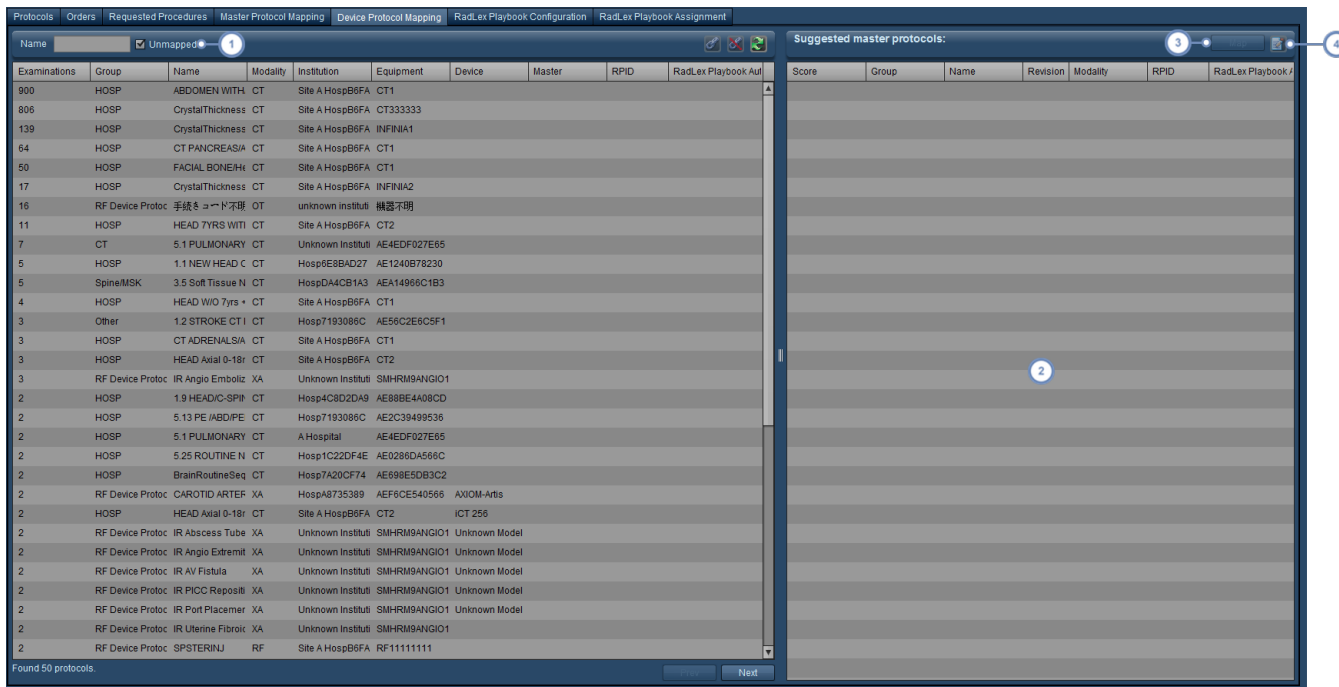 Protocols Orders Requested Procedures Master Protocol Mapping Device Protocol Mapping RadLex Playbook Configuration RadLex Playbook Assignment
Name Unmapped 1 Suggested master protocols: 3 Map 4
Examinations Group Name Modality Institution Equipment Device Master RPID RadLex Playbook Aut Score Group Name Revision Modality RPID RadLex Playbook A
900 HOSP ABDOMEN WITH CT Site A HospB6FA CT1
806 HOSP CrystalThickness CT Site A HospB6FA CT333333
139 HOSP CrystalThickness CT Site A HospB6FA INFINIA1
64 HOSP CT PANCREAS/A CT Site A HospB6FA CT1
50 HOSP FACIAL BONE/He CT Site A HospB6FA CT1
17 HOSP CrystalThickness CT Site A HospB6FA INFINIA2
16 RF Device Protoc 手続きコード不明 OT unknown instituti 機器不明
11 HOSP HEAD 7YRS WITI CT Site A HospB6FA CT2
7 CT 5.1 PULMONARY CT Unknown Instituti AE4EDF027E65
5 HOSP 1.1 NEW HEAD C CT Hosp6E8BAD27 AE1240B78230
5 Spine/MSK 3.5 Soft Tissue N CT HospDA4CB1A3 AEA14966C1B3
4 HOSP HEAD W/O 7yrs + CT Site A HospB6FA CT1
3 Other 1.2 STROKE CT I CT Hosp7193086C AE56C2E6C5F1
3 HOSP CT ADRENALS/A CT Site A HospB6FA CT1
3 HOSP HEAD Axial 0-18r CT Site A HospB6FA CT2
3 RF Device Protoc IR Angio Emboliz XA Unknown Instituti SMHRM9ANGIO1
2
2 HOSP 1.9 HEAD/C-SPIN CT Hosp4C8D2DA9 AE88BE4A08CD
2 HOSP 5.13 PE /ABD/PE CT Hosp7193086C AE2C39499536
2 HOSP 5.1 PULMONARY CT A Hospital AE4EDF027E65
2 HOSP 5.25 ROUTINE N CT Hosp1C22DF4E AE0286DA566C
2 HOSP BrainRoutineSeq CT Hosp7A20CF74 AE698E5DB3C2
2 RF Device Protoc CAROTID ARTER XA HospA8735389 AEF6CE540566 AXIOM-Artis
2 HOSP HEAD Axial 0-18r CT Site A HospB6FA CT2 iCT 256
2 RF Device Protoc IR Abscess Tube XA Unknown Instituti SMHRM9ANGIO1 Unknown Model
2 RF Device Protoc IR Angio Extremit XA Unknown Instituti SMHRM9ANGIO1 Unknown Model
2 RF Device Protoc IR AV Fistula XA Unknown Instituti SMHRM9ANGIO1 Unknown Model
2 RF Device Protoc IR PICC Repositi XA Unknown Instituti SMHRM9ANGIO1 Unknown Model
2 RF Device Protoc IR Port Placemer XA Unknown Instituti SMHRM9ANGIO1 Unknown Model
2 RF Device Protoc IR Uterine Fibroic XA Unknown Instituti SMHRM9ANGIO1
2 RF Device Protoc SPSTERINJ RF Site A HospB6FA RF11111111
Found 50 protocols. Prev Next